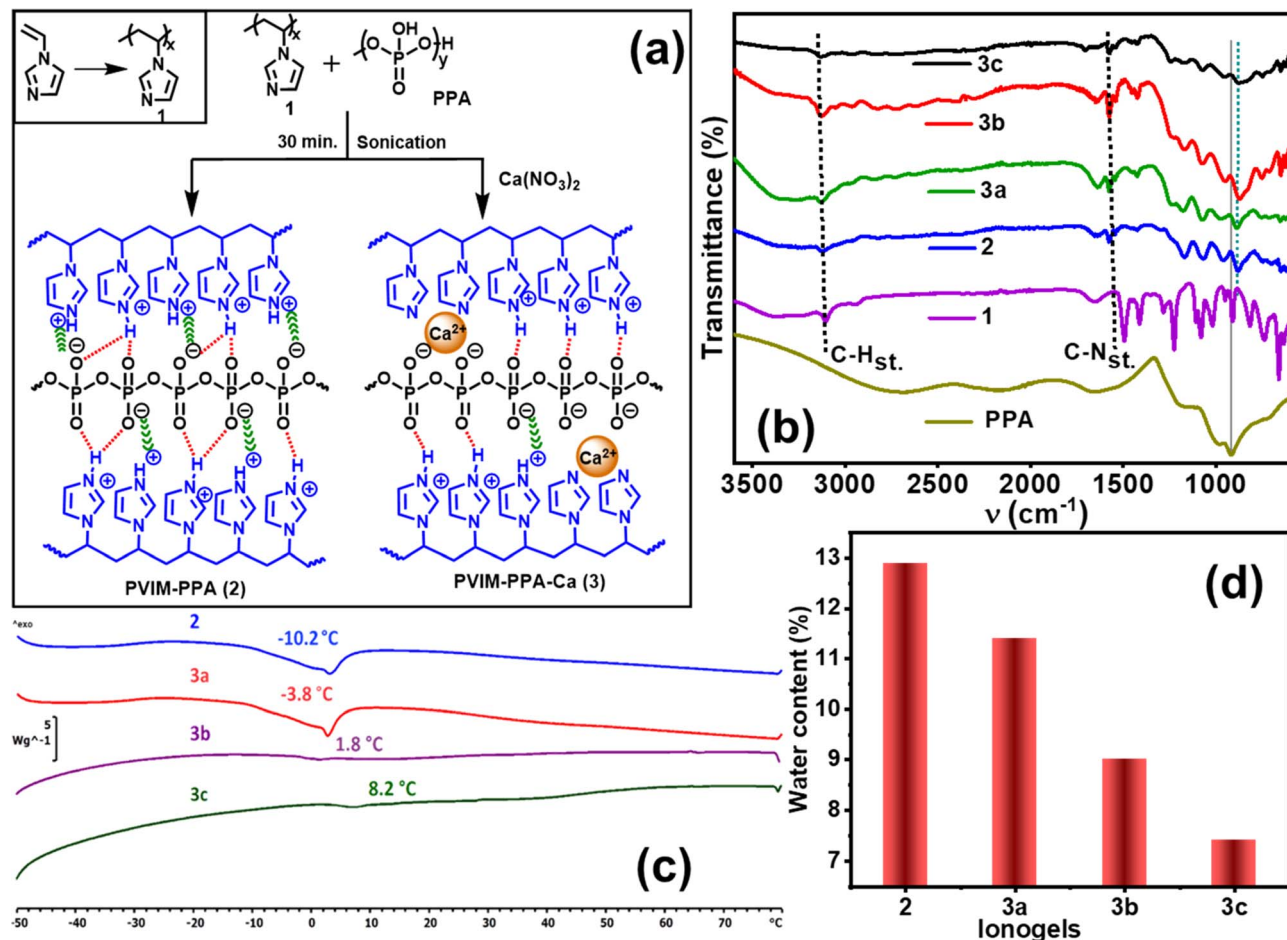 (a)
N
N
x
N
N
1
x
N
N
1
+
O
OH
P
O
O
H
y
PPA
30 min.
Sonication
Ca(NO3)2
Ca2+
Ca2+
PVIM-PPA (2)
PVIM-PPA-Ca (3)
(b)
Transmittance (%)
3c
3b
3a
2
1
PPA
C-Hst.
C-Nst.
3500 3000 2500 2000 1500 1000
ν (cm-1)
(c)
^exo
2
-10.2 °C
3a
-3.8 °C
5
Wg^-1
3b
1.8 °C
3c
8.2 °C
-50 -40 -30 -20 -10 0 10 20 30 40 50 60 70 °C
(d)
Water content (%)
13
12
11
10
9
8
7
2 3a 3b 3c
Ionogels